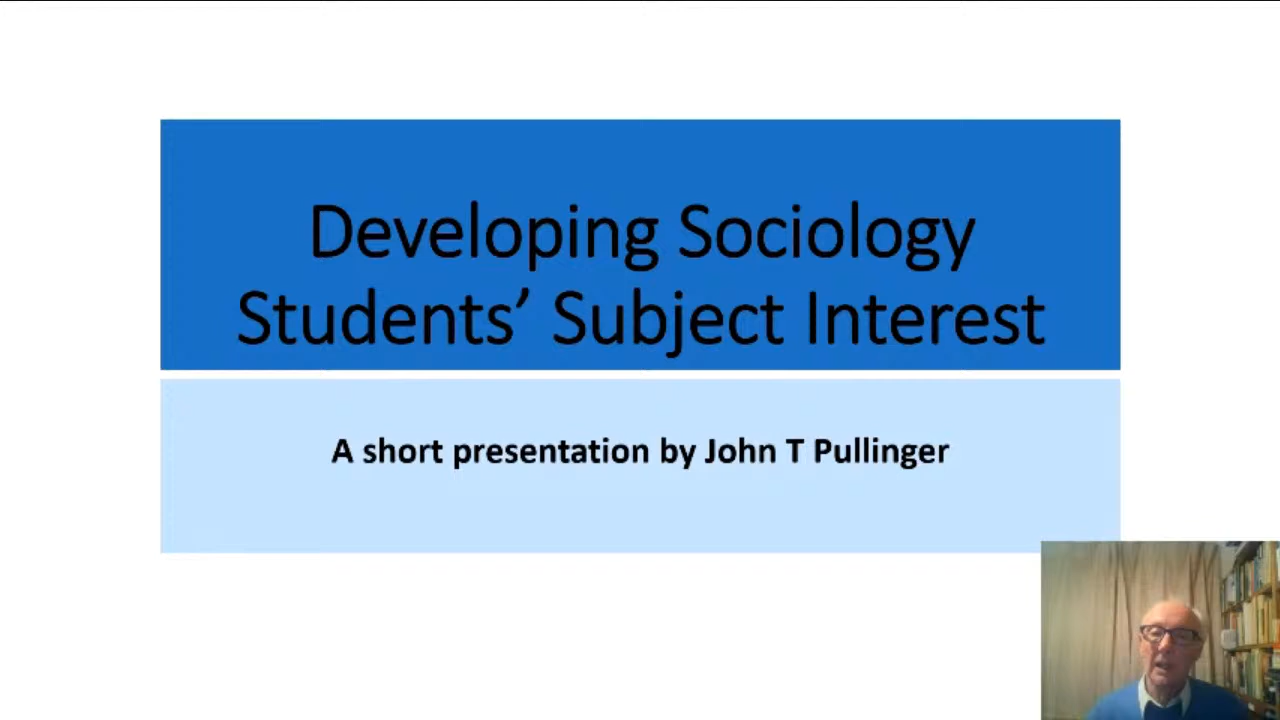 Developing Sociology
Students’ Subject Interest
A short presentation by John T Pullinger